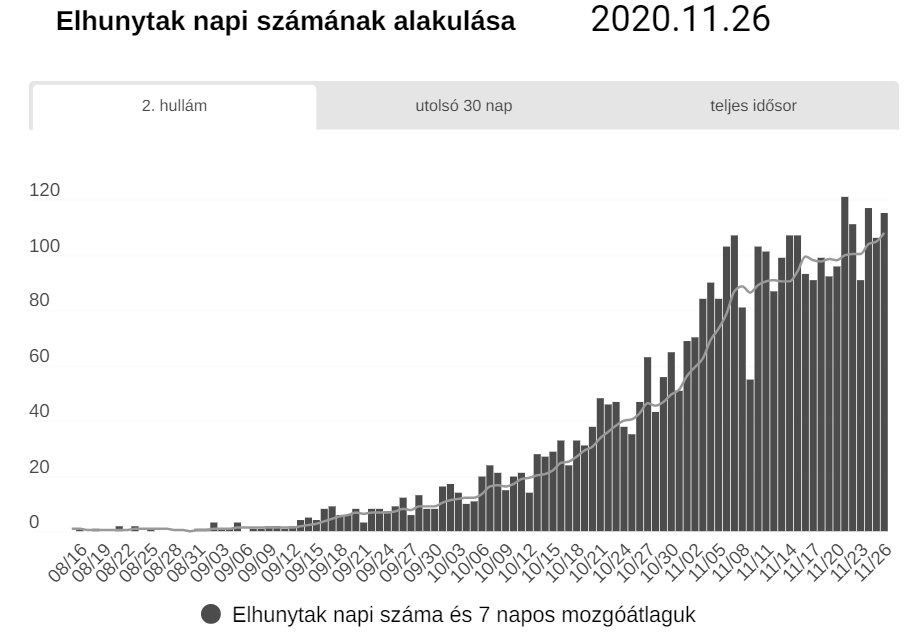 Elhunytak napi számának alakulása 2020.11.26
2. hullám utolsó 30 nap teljes idősor
120
100
80
60
40
20
0
08/16 08/19 08/22 08/25 08/28 08/31 09/03 09/06 09/09 09/12 09/15 09/18 09/21 09/24 09/27 09/30 10/03 10/06 10/09 10/12 10/15 10/18 10/21 10/24 10/27 10/30 11/02 11/05 11/08 11/11 11/14 11/17 11/20 11/23 11/26
Elhunytak napi száma és 7 napos mozgóátlaguk